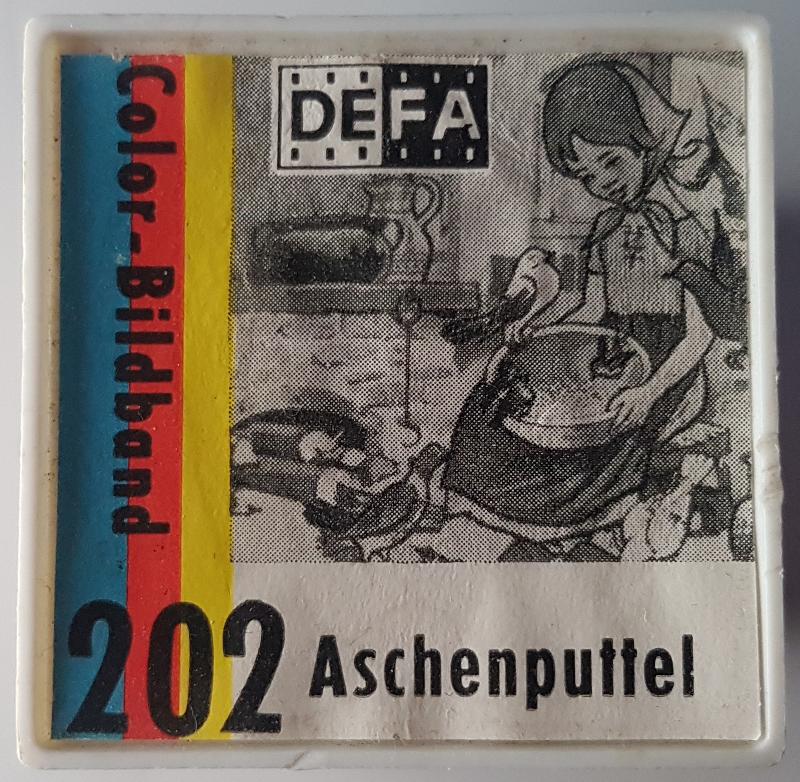 DEFA
Color-Bildband
202 Aschenputtel